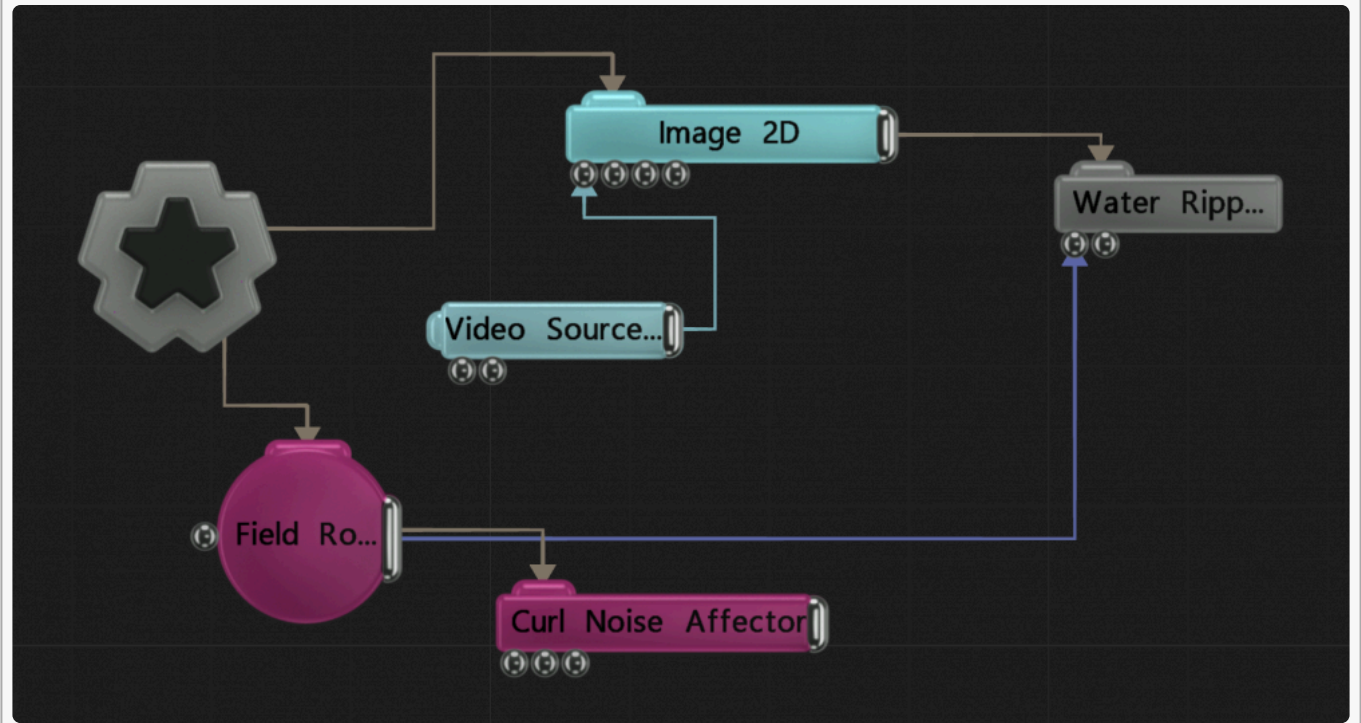 Image 2D
Water Ripp...
Video Source...
Field Ro...
Curl Noise Affector